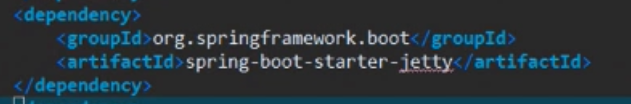 <dependency>
<groupId>org.springframework.boot</groupId>
<artifactId>spring-boot-starter-jetty</artifactId>
</dependency>